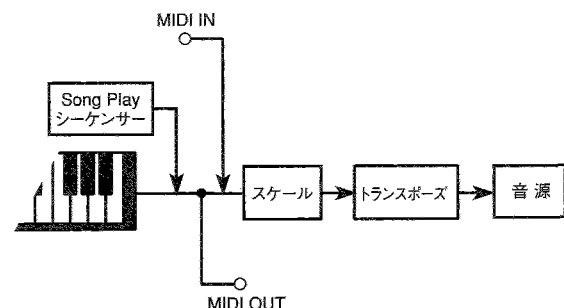 MIDI IN
Song Play
シーケンサー
スケール
トランスポーズ
音源
MIDI OUT